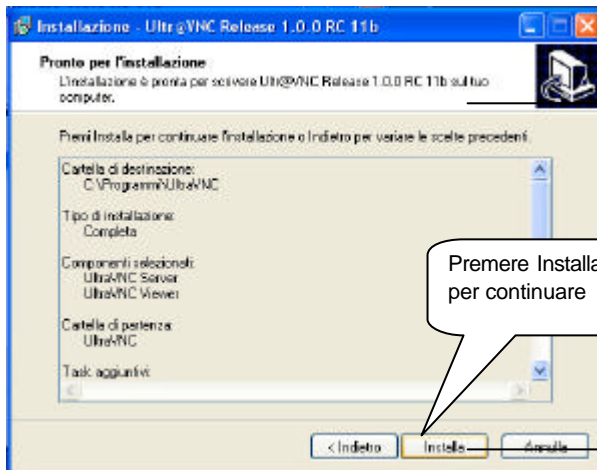 Installazione - Ultr@VNC Release 1.0.0 RC 11b
Pronto per l'installazione
L'installazione è pronta per scrivere Ultr@VNC Release 1.0.0 RC 11b sul tuo
computer.
Premi Installa per continuare l'installazione o Indietro per variare le scelte precedenti.
Cartella di destinazione:
C:\Programmi\UltraVNC
Tipo di installazione:
Completa
Componenti selezionati:
UltraVNC Server
UltraVNC Viewer
Cartella di partenza:
UltraVNC
Task aggiuntivi:
Premere Installa
per continuare
< Indietro
Installa
Annulla